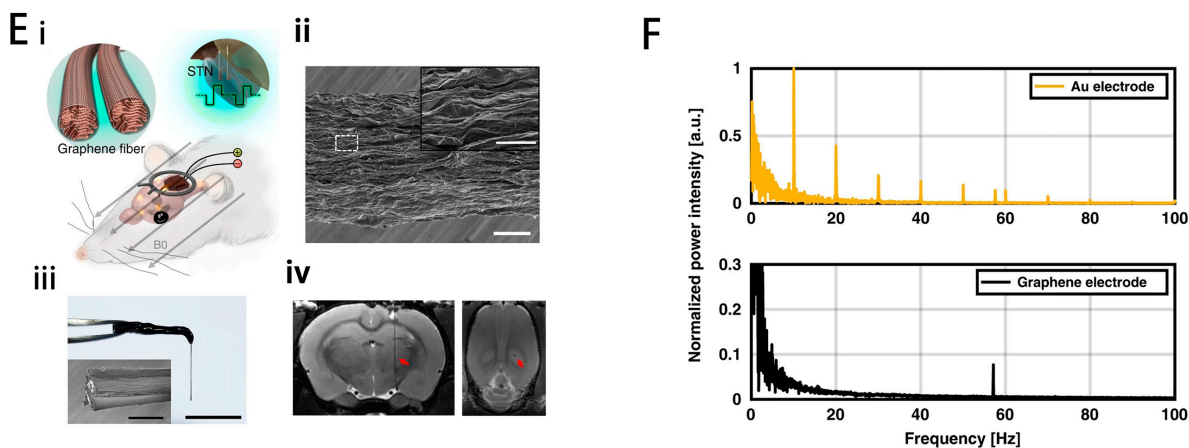 E i
STN
Graphene fiber
+
−
B0
ii
iii
iv
F
Normalized power intensity [a.u.]
1
0.5
0
Au electrode
0 20 40 60 80 100
0.3
0.2
0.1
0
Graphene electrode
0 20 40 60 80 100
Frequency [Hz]